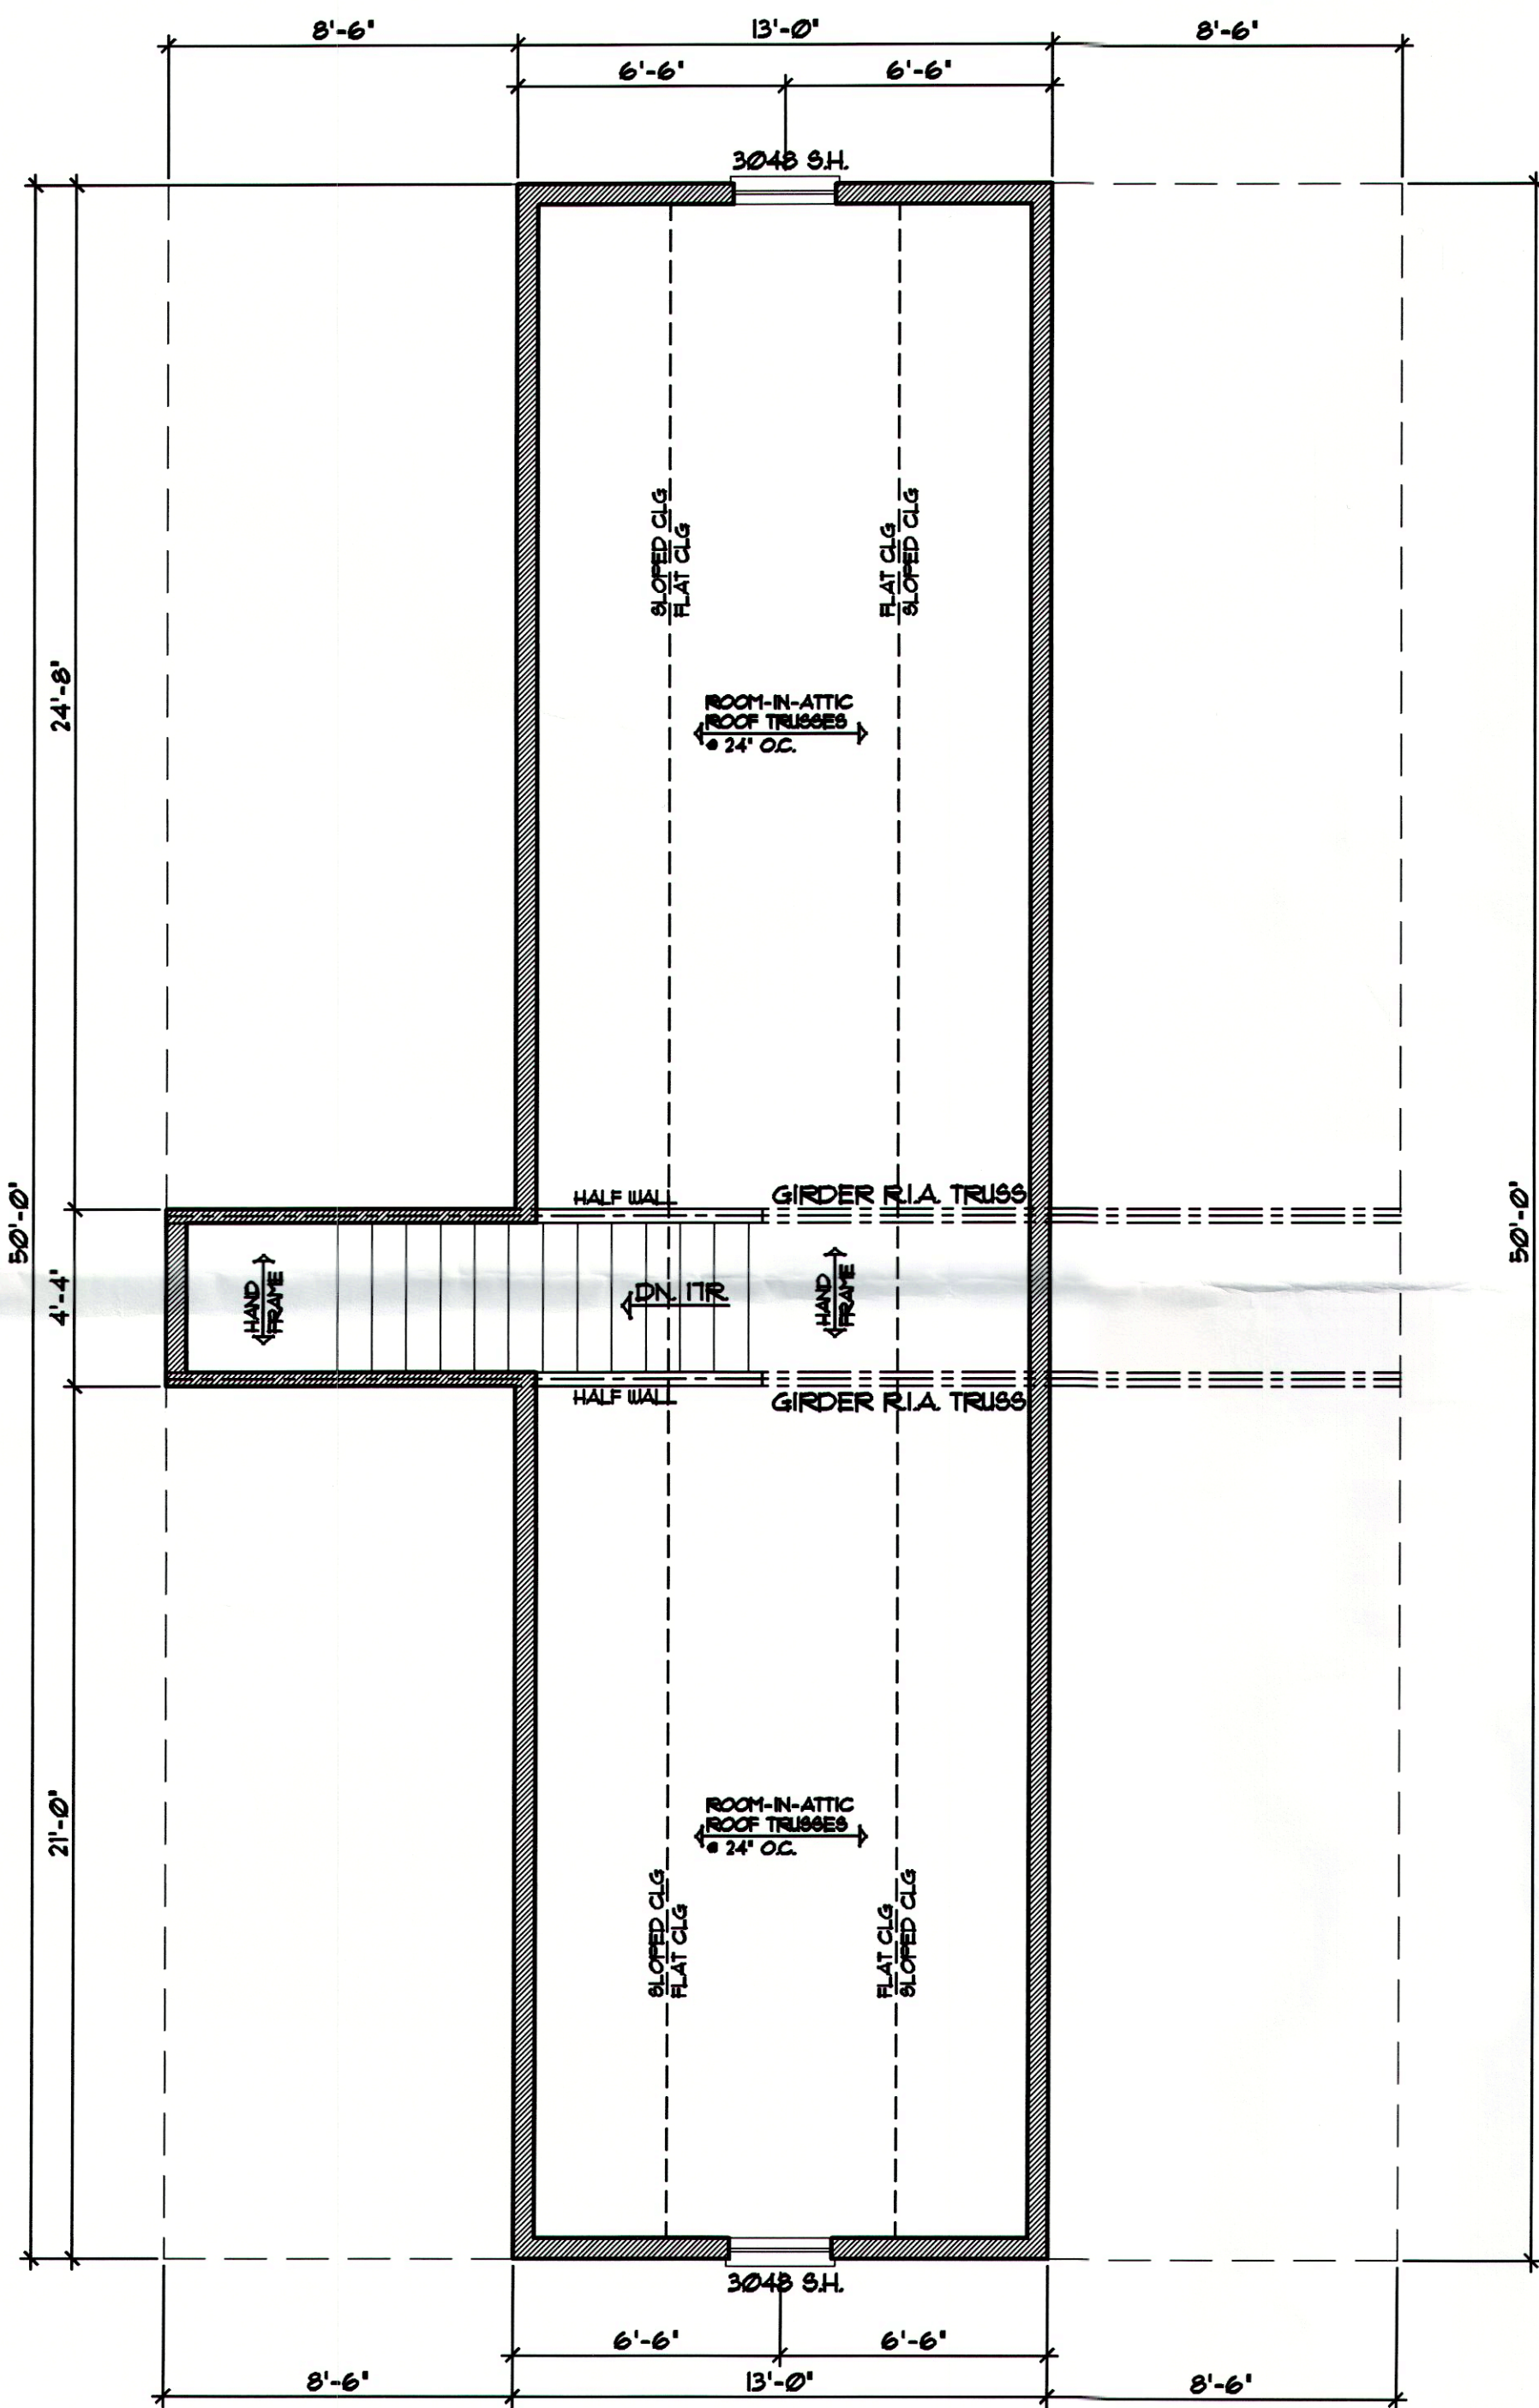 8'-6"
13'-0"
8'-6"
6'-6"
6'-6"
3048 S.H.
SLOPED CLG
FLAT CLG
FLAT CLG
SLOPED CLG
24'-8"
ROOM-IN-ATTIC
ROOF TRUSSES
@ 24" O.C.
50'-0"
50'-0"
HALF WALL
GIRDER R.I.A. TRUSS
4'-4"
HAND
FRAME
DN. 17R.
HAND
FRAME
HALF WALL
GIRDER R.I.A. TRUSS
21'-0"
ROOM-IN-ATTIC
ROOF TRUSSES
@ 24" O.C.
SLOPED CLG
FLAT CLG
FLAT CLG
SLOPED CLG
3048 S.H.
6'-6"
6'-6"
8'-6"
13'-0"
8'-6"